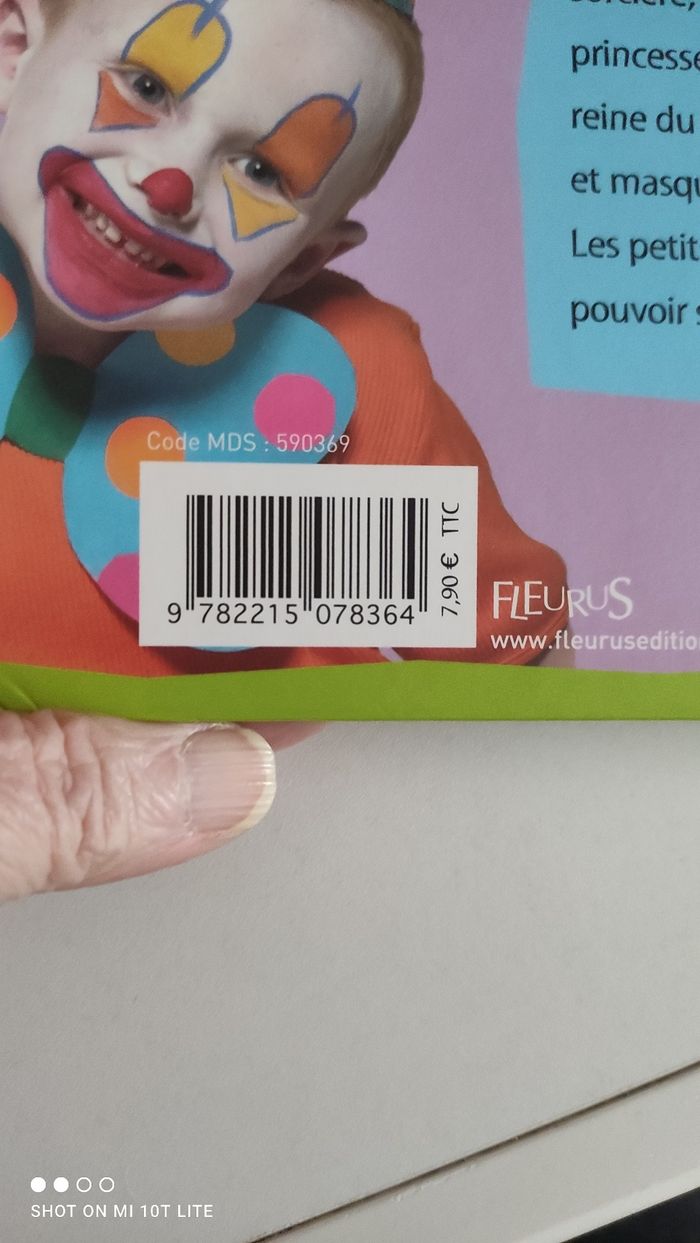 princesse
reine du
et masqu
Les petit
pouvoir
Code MDS : 590369
7,90 € TTC
9 782215 078364
FLEURUS
www.fleurusedition
SHOT ON MI 10T LITE